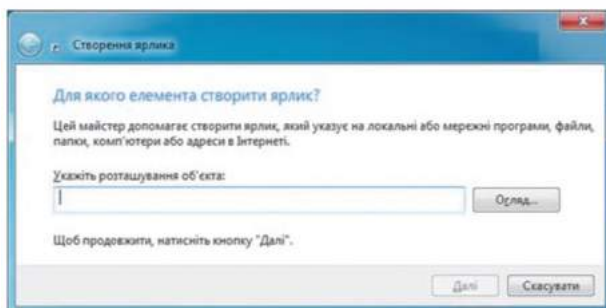 Створення ярлика
Для якого елемента створити ярлик?
Цей майстер допомагає створити ярлик, який указує на локальні або мережні програми, файли,
папки, комп'ютери або адреси в Інтернеті.
Укажіть розташування об'єкта:
Огляд...
Щоб продовжити, натисніть кнопку "Далі".
Далі
Скасувати